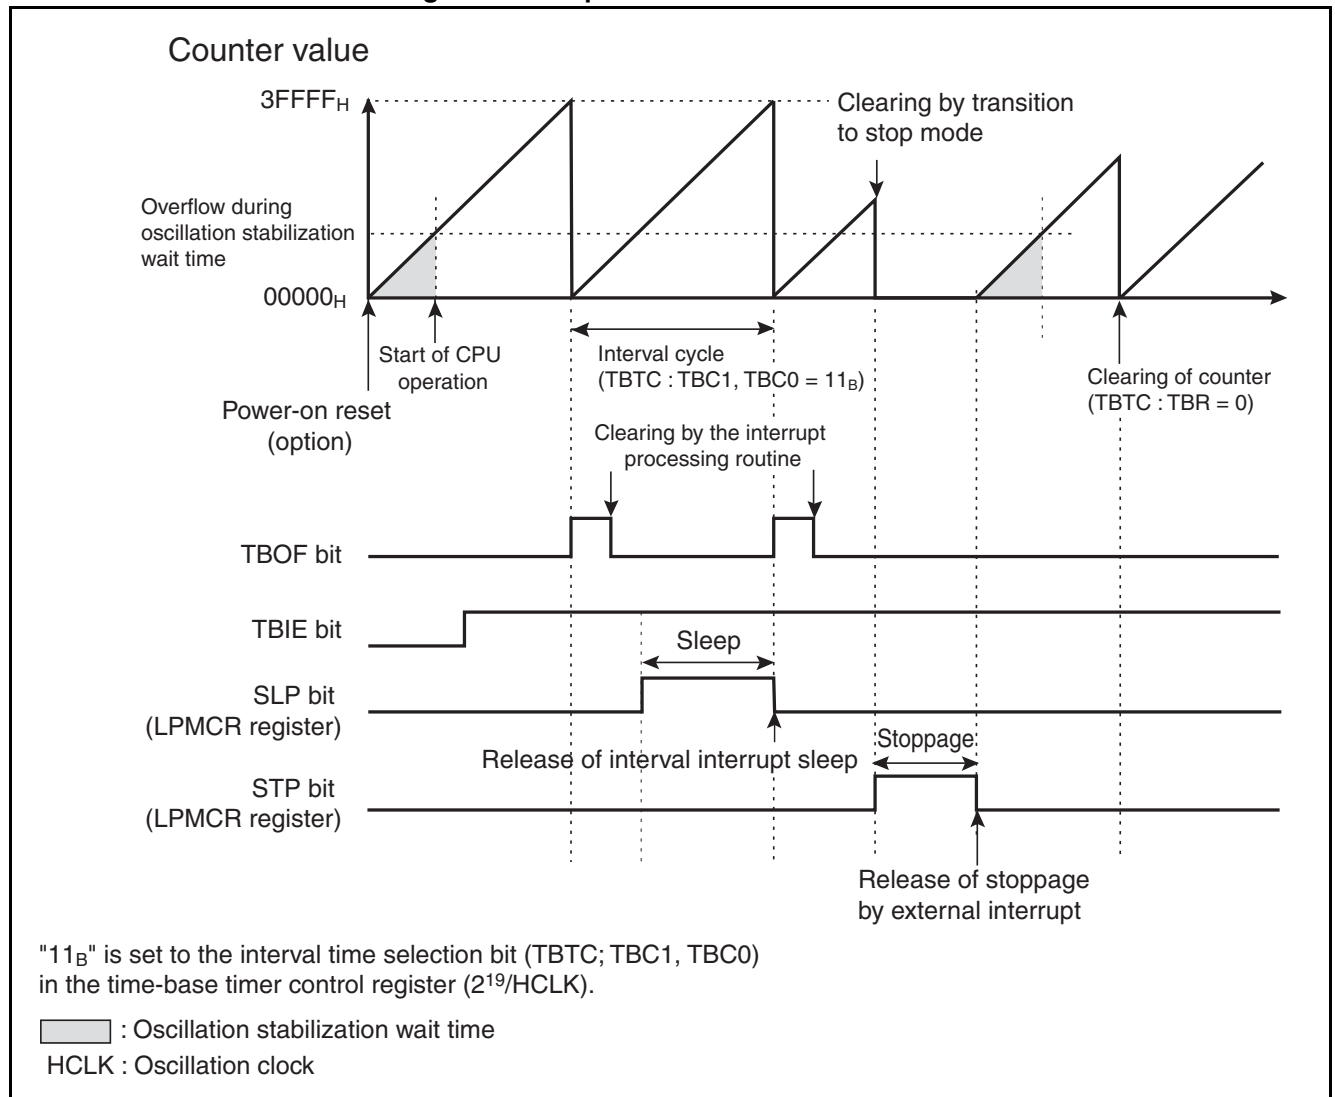 Counter value
3FFFFH
Clearing by transition
to stop mode
Overflow during
oscillation stabilization
wait time
00000H
Start of CPU
operation
Interval cycle
(TBTC : TBC1, TBC0 = 11B)
Clearing of counter
(TBTC : TBR = 0)
Power-on reset
(option)
Clearing by the interrupt
processing routine
TBOF bit
TBIE bit
Sleep
SLP bit
(LPMCR register)
Release of interval interrupt sleep
Stoppage
STP bit
(LPMCR register)
Release of stoppage
by external interrupt
"11B" is set to the interval time selection bit (TBTC; TBC1, TBC0)
in the time-base timer control register (2¹⁹/HCLK).
: Oscillation stabilization wait time
HCLK : Oscillation clock